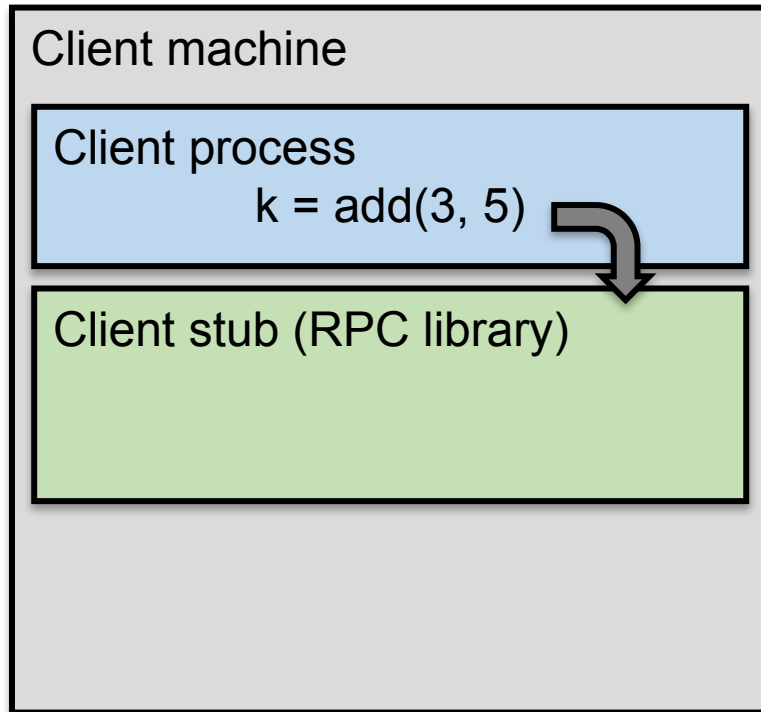 Client machine
Client process
k = add(3, 5)
Client stub (RPC library)